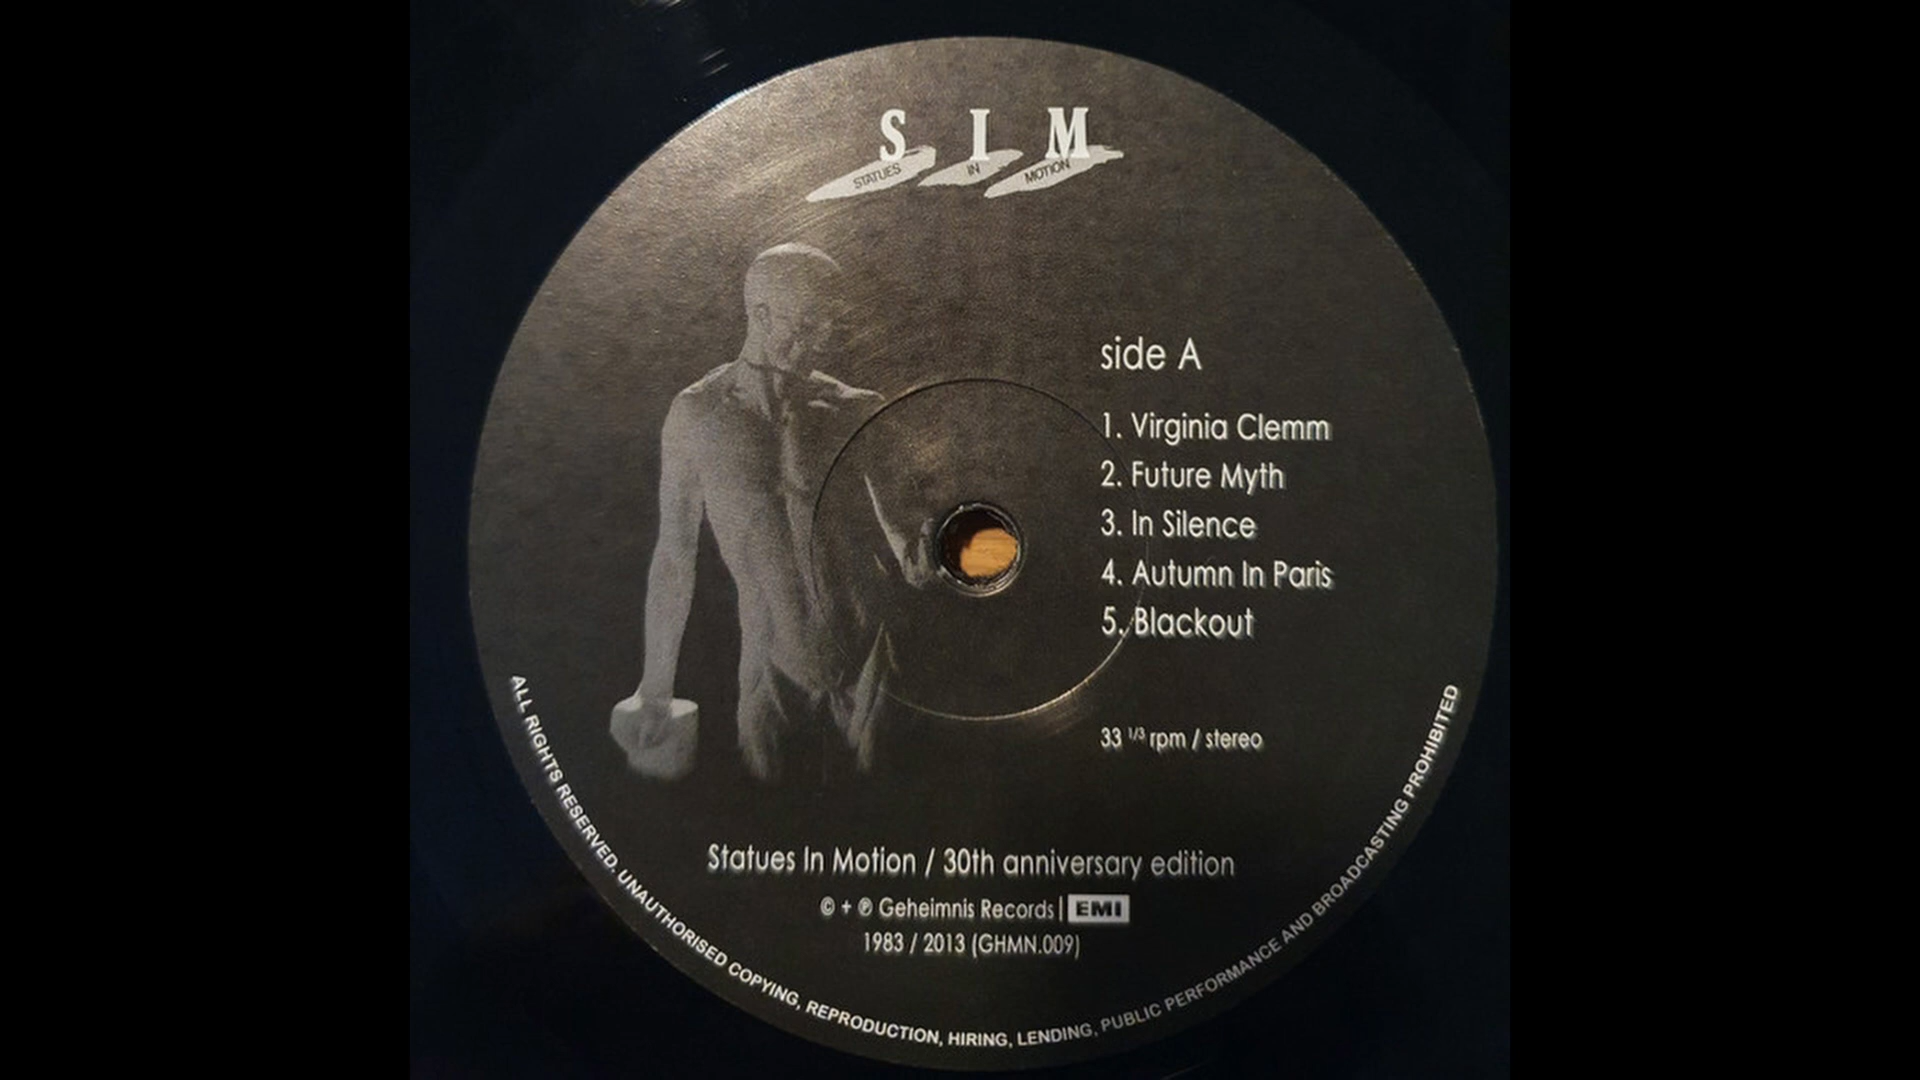 S I M
STATUES IN MOTION
side A
1. Virginia Clemm
2. Future Myth
3. In Silence
4. Autumn In Paris
5. Blackout
33 1/3 rpm / stereo
Statues In Motion / 30th anniversary edition
© + ℗ Geheimnis Records | EMI
1983 / 2013 (GHMN.009)
ALL RIGHTS RESERVED. UNAUTHORISED COPYING, REPRODUCTION, HIRING, LENDING, PUBLIC PERFORMANCE AND BROADCASTING PROHIBITED